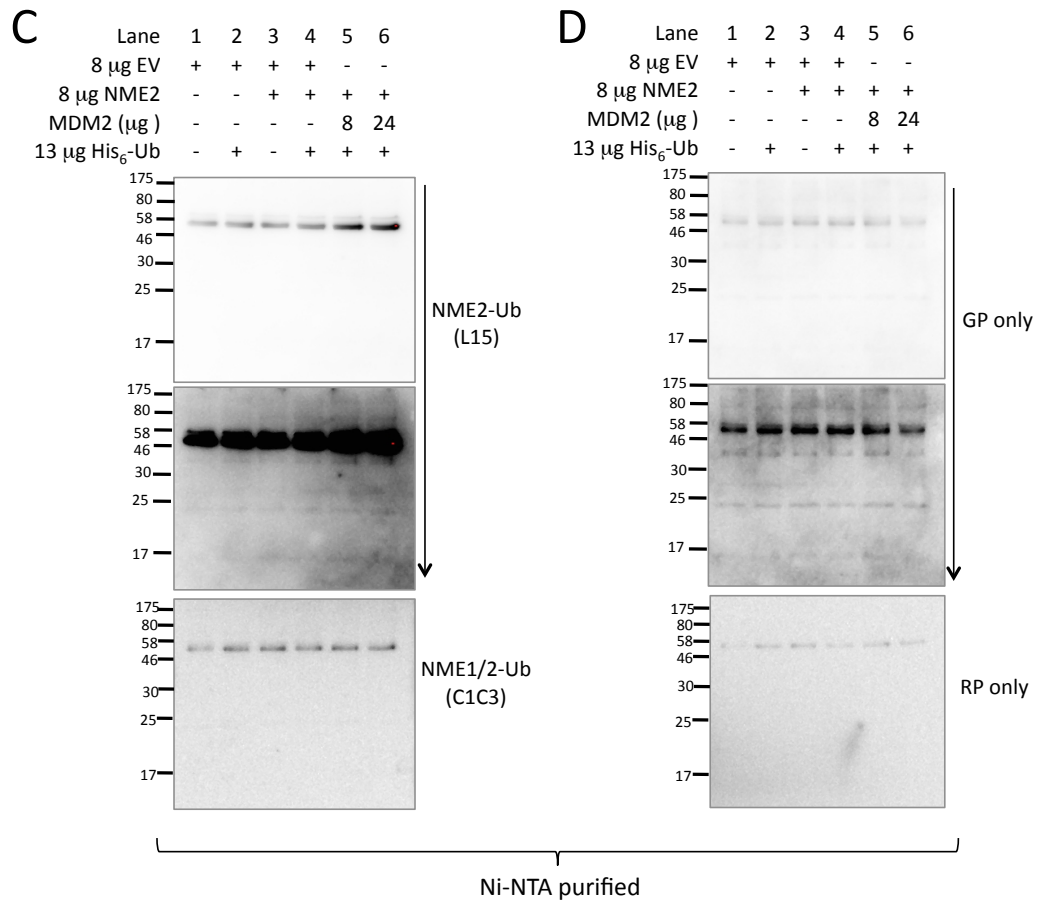 C
Lane 1 2 3 4 5 6
8 µg EV + + + + - -
8 µg NME2 - - + + + +
MDM2 (µg ) - - - - 8 24
13 µg His6-Ub - + - + + +
175
80
58
46
30
25
17
NME2-Ub
(L15)
175
80
58
46
30
25
17
175
80
58
46
30
25
17
NME1/2-Ub
(C1C3)
D
Lane 1 2 3 4 5 6
8 µg EV + + + + - -
8 µg NME2 - - + + + +
MDM2 (µg ) - - - - 8 24
13 µg His6-Ub - + - + + +
175
80
58
46
30
25
17
GP only
175
80
58
46
30
25
17
175
80
58
46
30
25
17
RP only
Ni-NTA purified